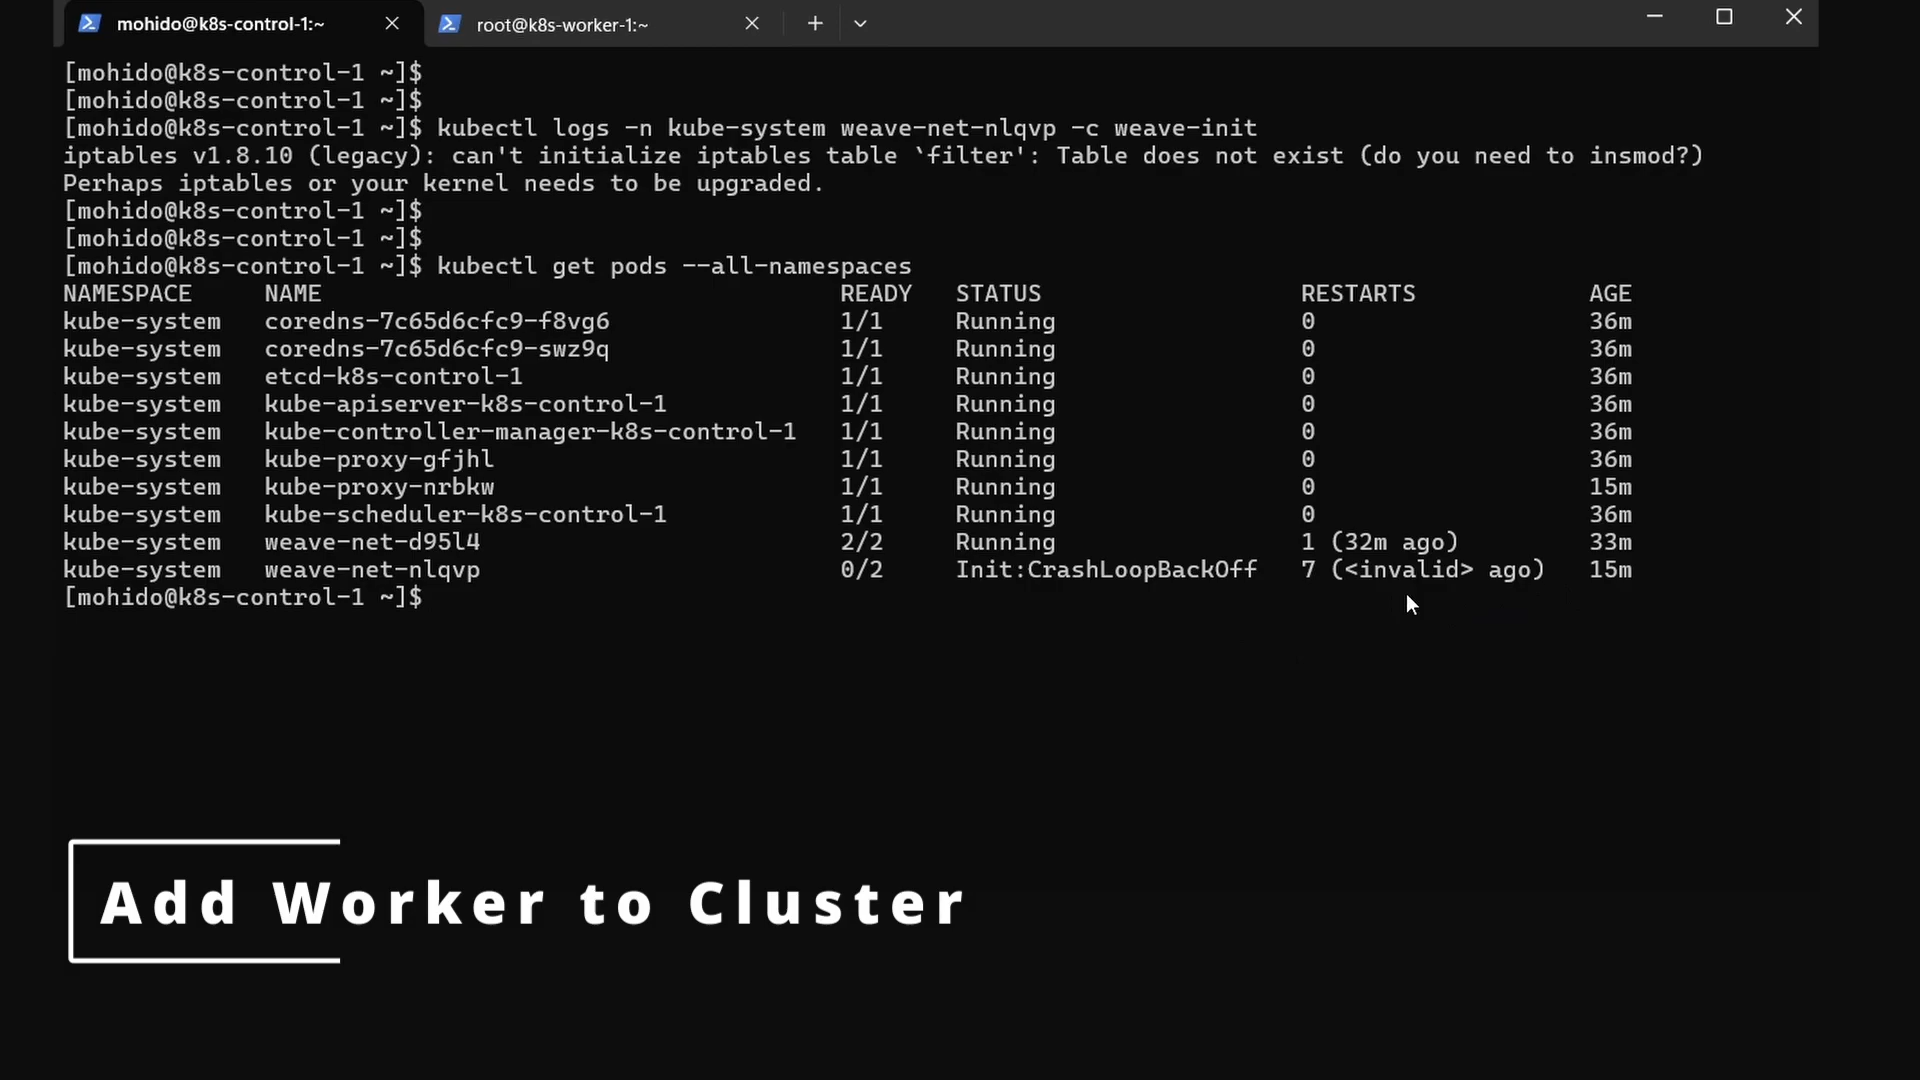 mohido@k8s-control-1:~
root@k8s-worker-1:~
[mohido@k8s-control-1 ~]$
[mohido@k8s-control-1 ~]$
[mohido@k8s-control-1 ~]$ kubectl logs -n kube-system weave-net-nlqvp -c weave-init
iptables v1.8.10 (legacy): can't initialize iptables table `filter': Table does not exist (do you need to insmod?)
Perhaps iptables or your kernel needs to be upgraded.
[mohido@k8s-control-1 ~]$
[mohido@k8s-control-1 ~]$
[mohido@k8s-control-1 ~]$ kubectl get pods --all-namespaces
NAMESPACE NAME READY STATUS RESTARTS AGE
kube-system coredns-7c65d6cfc9-f8vg6 1/1 Running 0 36m
kube-system coredns-7c65d6cfc9-swz9q 1/1 Running 0 36m
kube-system etcd-k8s-control-1 1/1 Running 0 36m
kube-system kube-apiserver-k8s-control-1 1/1 Running 0 36m
kube-system kube-controller-manager-k8s-control-1 1/1 Running 0 36m
kube-system kube-proxy-gfjhl 1/1 Running 0 36m
kube-system kube-proxy-nrbkw 1/1 Running 0 15m
kube-system kube-scheduler-k8s-control-1 1/1 Running 0 36m
kube-system weave-net-d95l4 2/2 Running 1 (32m ago) 33m
kube-system weave-net-nlqvp 0/2 Init:CrashLoopBackOff 7 (<invalid> ago) 15m
[mohido@k8s-control-1 ~]$
Add Worker to Cluster